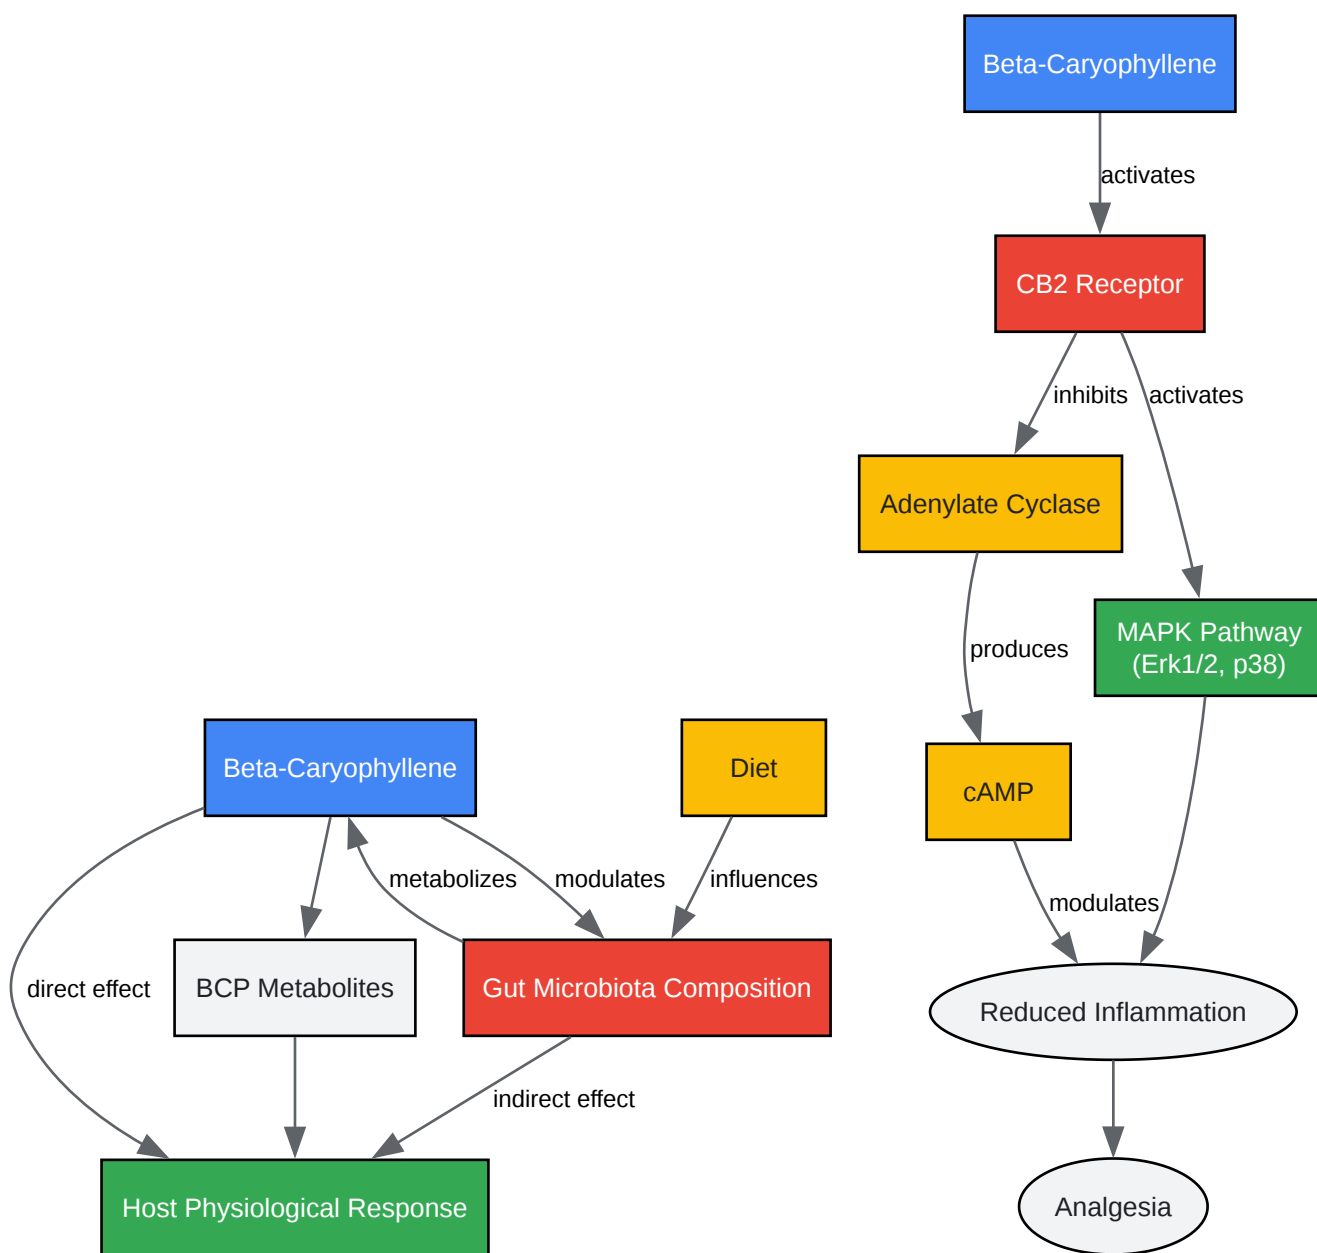 Beta-Caryophyllene
activates
CB2 Receptor
inhibits
activates
Adenylate Cyclase
MAPK Pathway
(Erk1/2, p38)
produces
cAMP
modulates
Reduced Inflammation
Analgesia
Beta-Caryophyllene
Diet
metabolizes
modulates
influences
direct effect
BCP Metabolites
Gut Microbiota Composition
indirect effect
Host Physiological Response